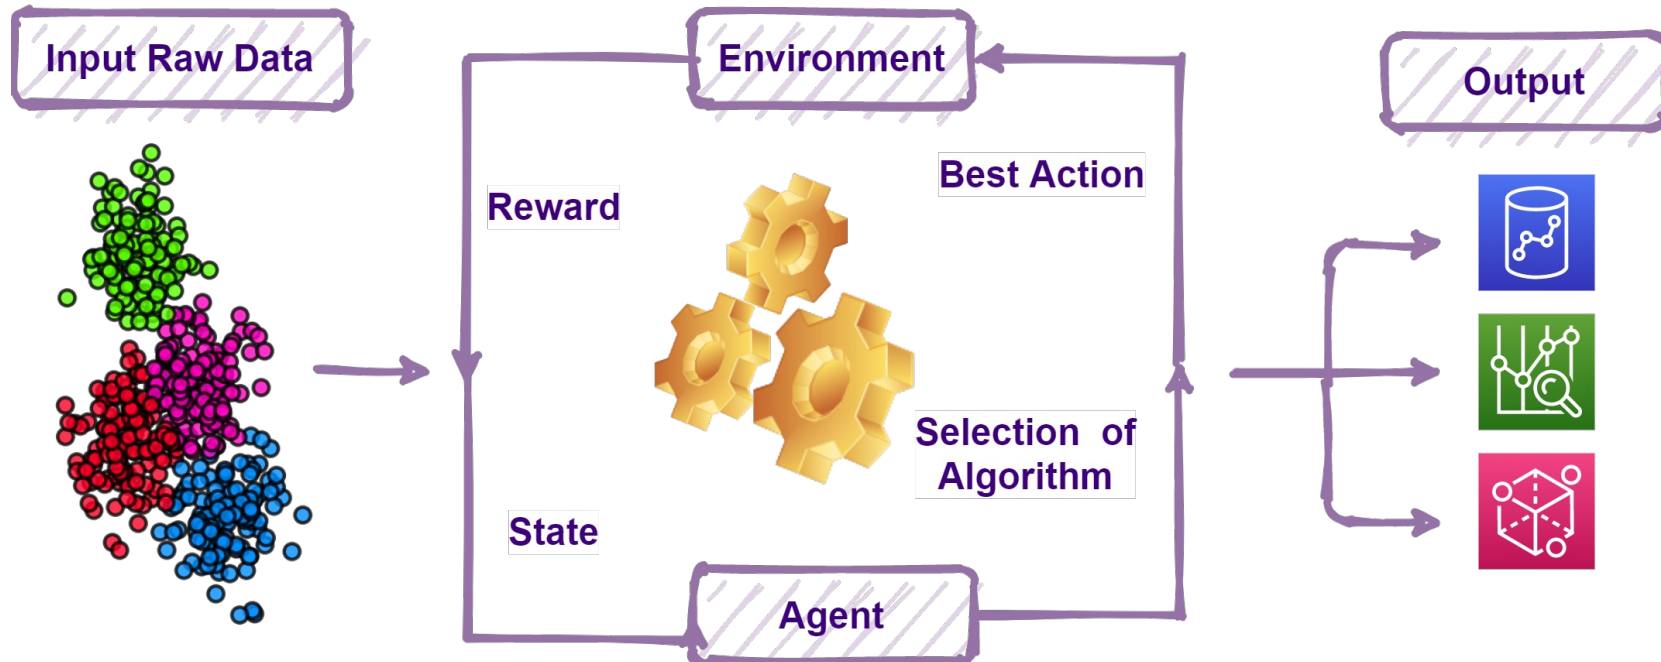 Input Raw Data
Environment
Output
Best Action
Reward
Selection of
Algorithm
State
Agent